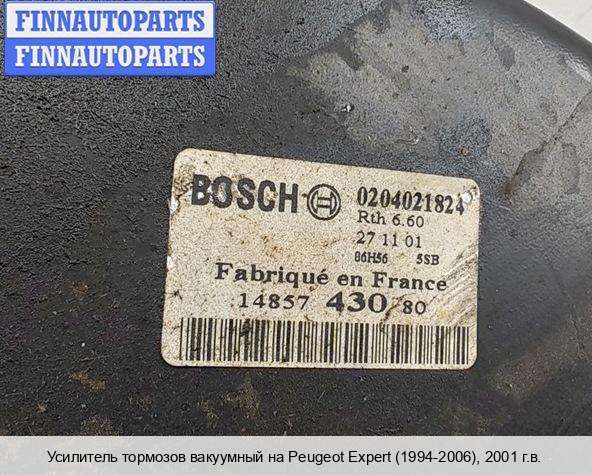 FINNAUTOPARTS
FINNAUTOPARTS
BOSCH 0204021824
Rth 6.60
27 11 01
86H56 5SB
Fabriqué en France
14857 430 80
Усилитель тормозов вакуумный на Peugeot Expert (1994-2006), 2001 г.в.